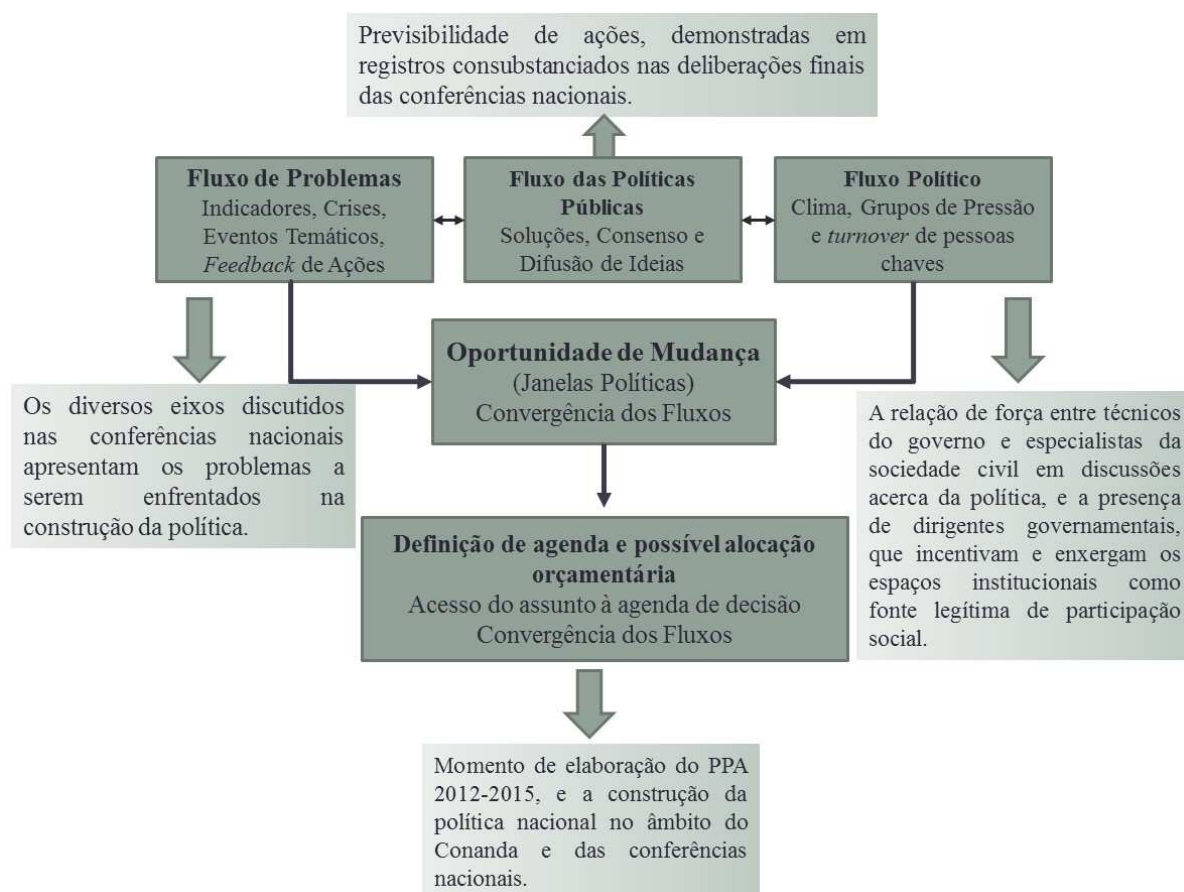 Previsibilidade de ações, demonstradas em
registros consubstanciados nas deliberações finais
das conferências nacionais.
Fluxo de Problemas
Indicadores, Crises,
Eventos Temáticos,
Feedback de Ações
Fluxo das Políticas
Públicas
Soluções, Consenso e
Difusão de Ideias
Fluxo Político
Clima, Grupos de Pressão
e turnover de pessoas
chaves
Oportunidade de Mudança
(Janelas Políticas)
Convergência dos Fluxos
Os diversos eixos discutidos
nas conferências nacionais
apresentam os problemas a
serem enfrentados na
construção da política.
A relação de força entre técnicos
do governo e especialistas da
sociedade civil em discussões
acerca da política, e a presença
de dirigentes governamentais,
que incentivam e enxergam os
espaços institucionais como
fonte legítima de participação
social.
Definição de agenda e possível alocação
orçamentária
Acesso do assunto à agenda de decisão
Convergência dos Fluxos
Momento de elaboração do PPA
2012-2015, e a construção da
política nacional no âmbito do
Conanda e das conferências
nacionais.